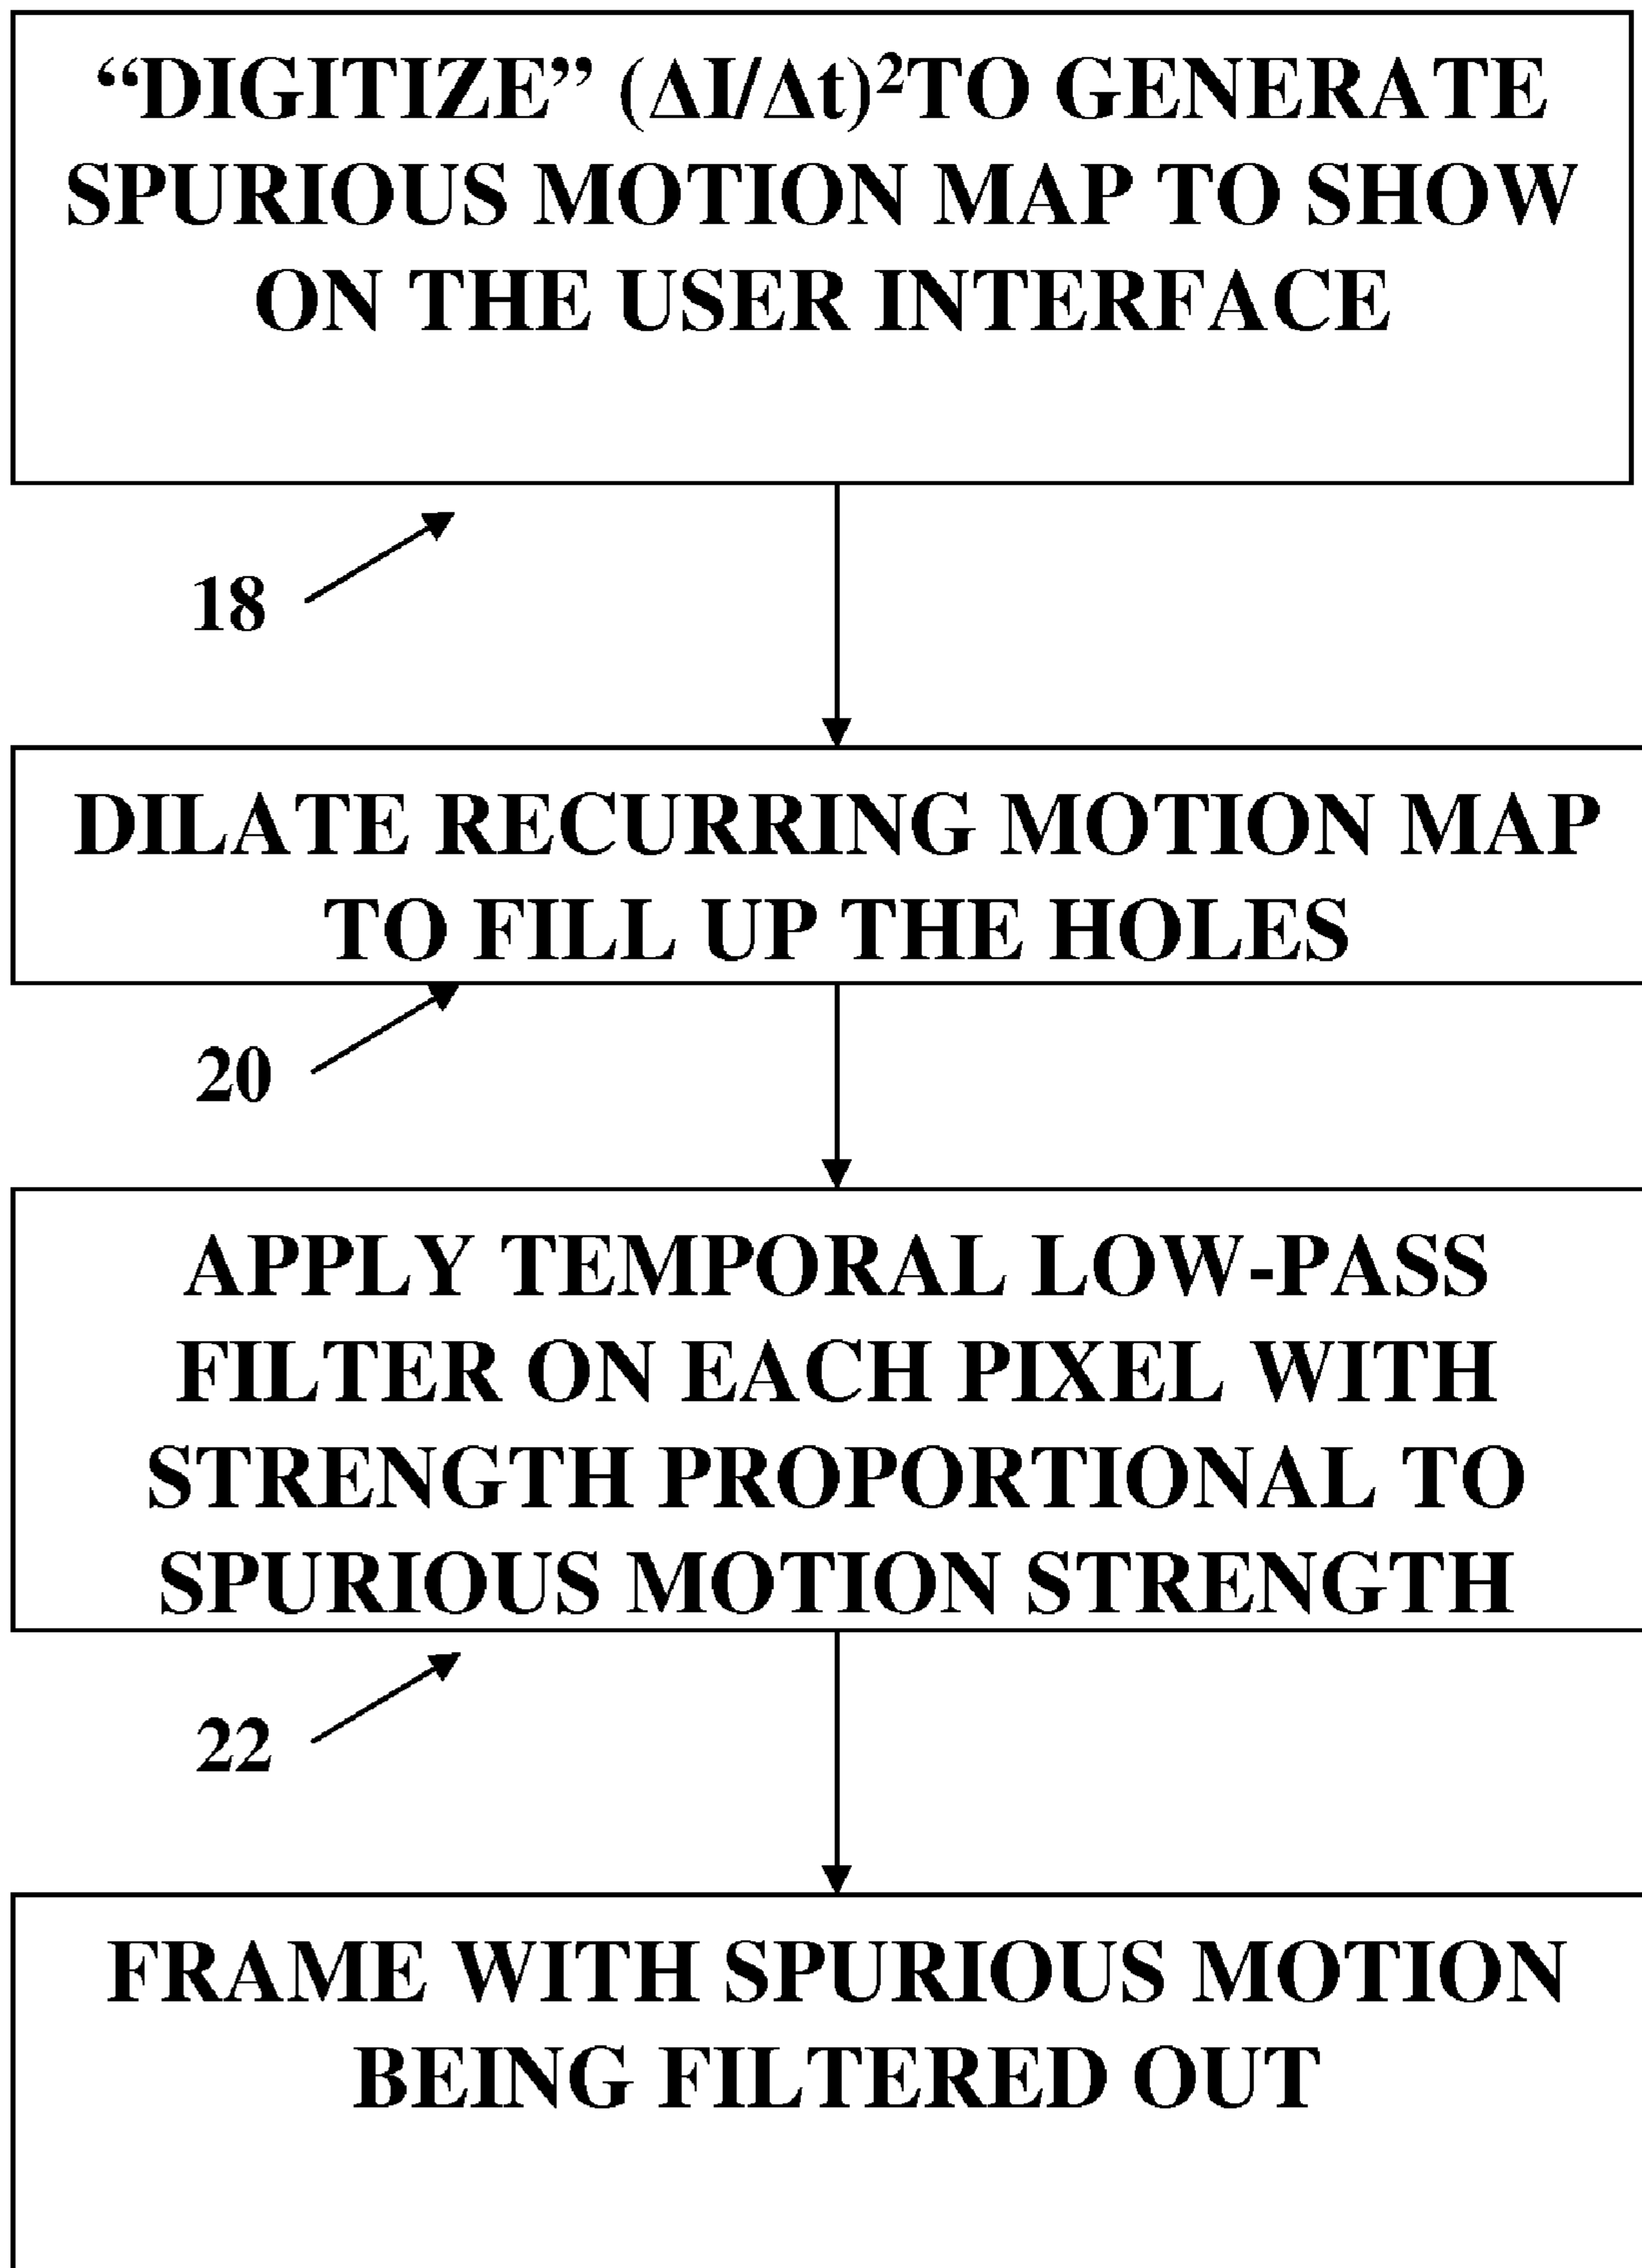 “DIGITIZE” (ΔI/Δt)²TO GENERATE
SPURIOUS MOTION MAP TO SHOW
ON THE USER INTERFACE
18
DILATE RECURRING MOTION MAP
TO FILL UP THE HOLES
20
APPLY TEMPORAL LOW-PASS
FILTER ON EACH PIXEL WITH
STRENGTH PROPORTIONAL TO
SPURIOUS MOTION STRENGTH
22
FRAME WITH SPURIOUS MOTION
BEING FILTERED OUT